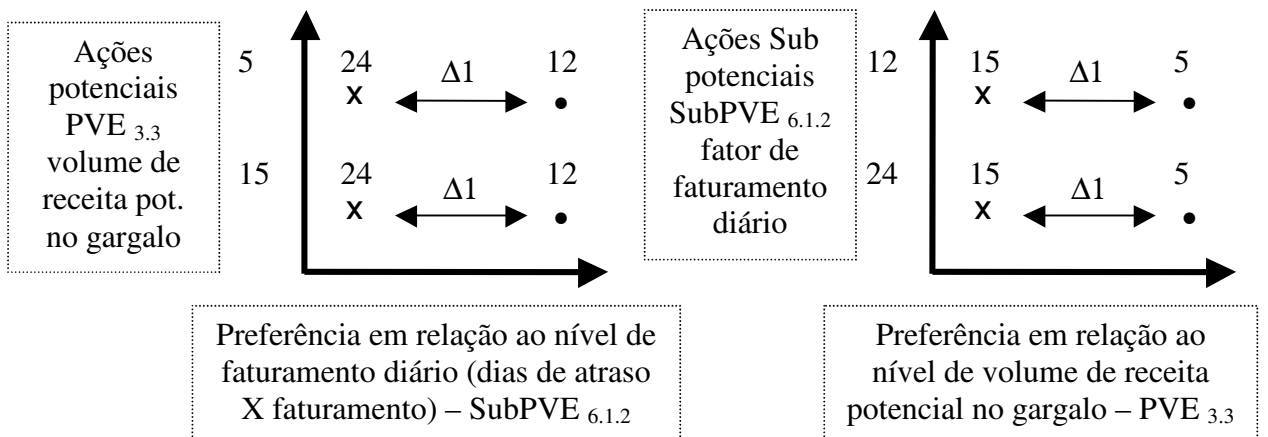 Ações
potenciais
PVE 3.3
volume de
receita pot.
no gargalo
5
24
Δ1
12
x
•
15
24
Δ1
12
x
•
Preferência em relação ao nível de
faturamento diário (dias de atraso
X faturamento) – SubPVE 6.1.2
Ações Sub
potenciais
SubPVE 6.1.2
fator de
faturamento
diário
12
15
Δ1
5
x
•
24
15
Δ1
5
x
•
Preferência em relação ao
nível de volume de receita
potencial no gargalo – PVE 3.3